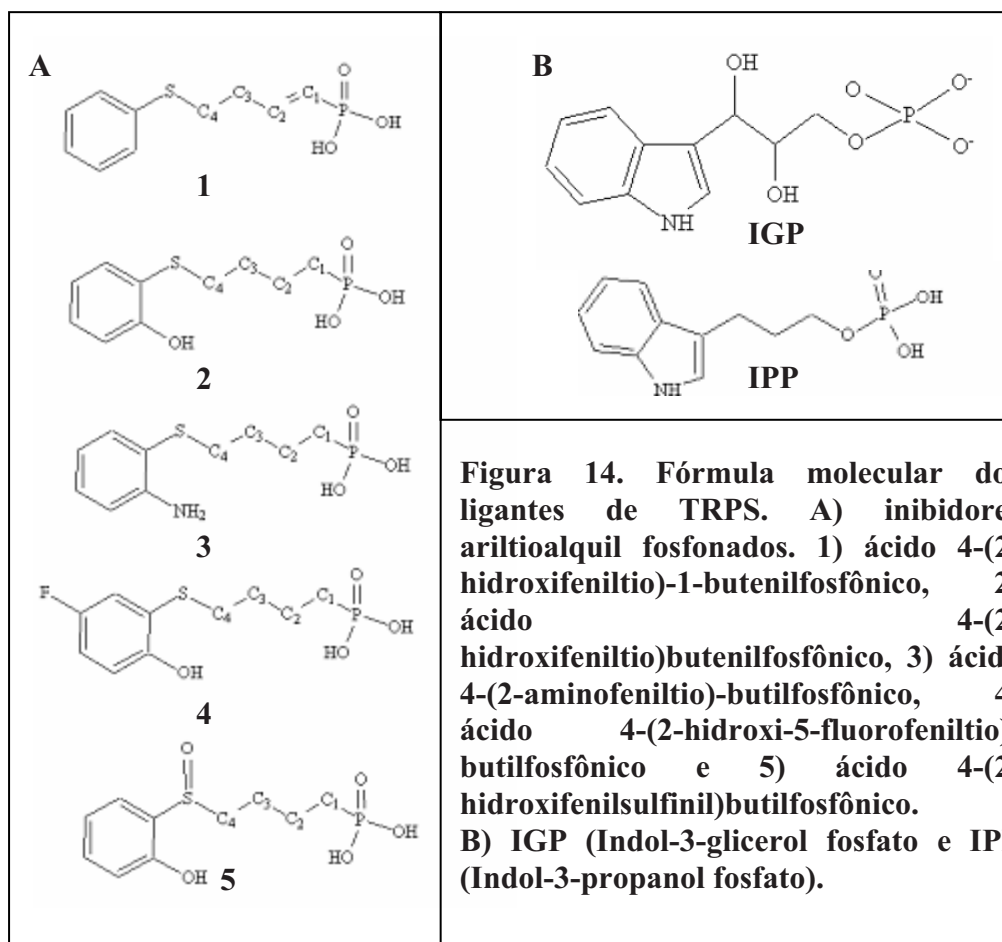 A
S
C4
C3
C2
C1
P
O
OH
HO
1
S
C4
C3
C2
C1
P
O
OH
HO
OH
2
S
C4
C3
C2
C1
P
O
OH
HO
NH2
3
F
S
C4
C3
C2
C1
P
O
OH
HO
OH
4
O
S
C4
C3
C2
C1
P
O
OH
HO
OH
5
B
OH
O
P
O-
O-
O
OH
NH
IGP
O
P
OH
OH
O
NH
IPP
Figura 14. Fórmula molecular do
ligantes de TRPS. A) inibidore
ariltioalquil fosfonados. 1) ácido 4-(2
hidroxifeniltio)-1-butenilfosfônico, 2
ácido 4-(2
hidroxifeniltio)butenilfosfônico, 3) ácid
4-(2-aminofeniltio)-butilfosfônico, 4
ácido 4-(2-hidroxi-5-fluorofeniltio)
butilfosfônico e 5) ácido 4-(2
hidroxifenilsulfinil)butilfosfônico.
B) IGP (Indol-3-glicerol fosfato e IP
(Indol-3-propanol fosfato).